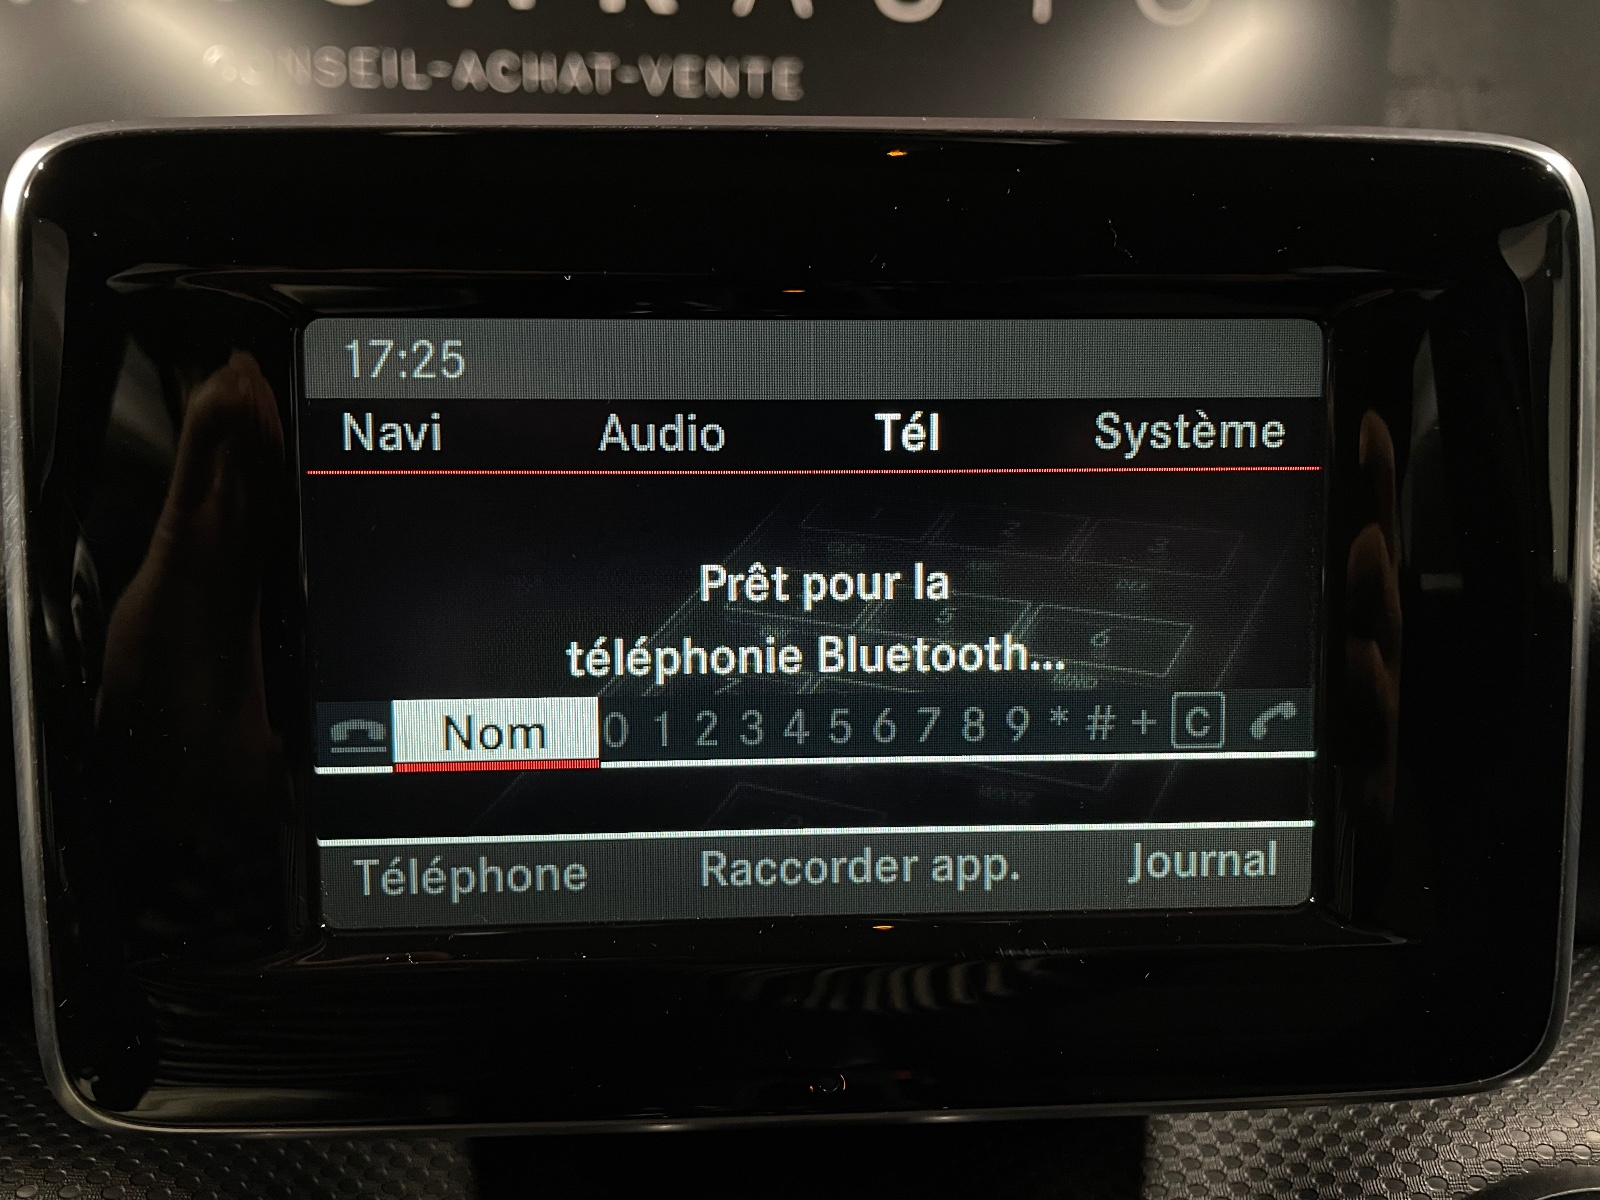 CONSEIL-ACHAT-VENTE
17:25
Navi Audio Tél Système
Prêt pour la
téléphonie Bluetooth...
Nom 0 1 2 3 4 5 6 7 8 9 * # + C
Téléphone Raccorder app. Journal